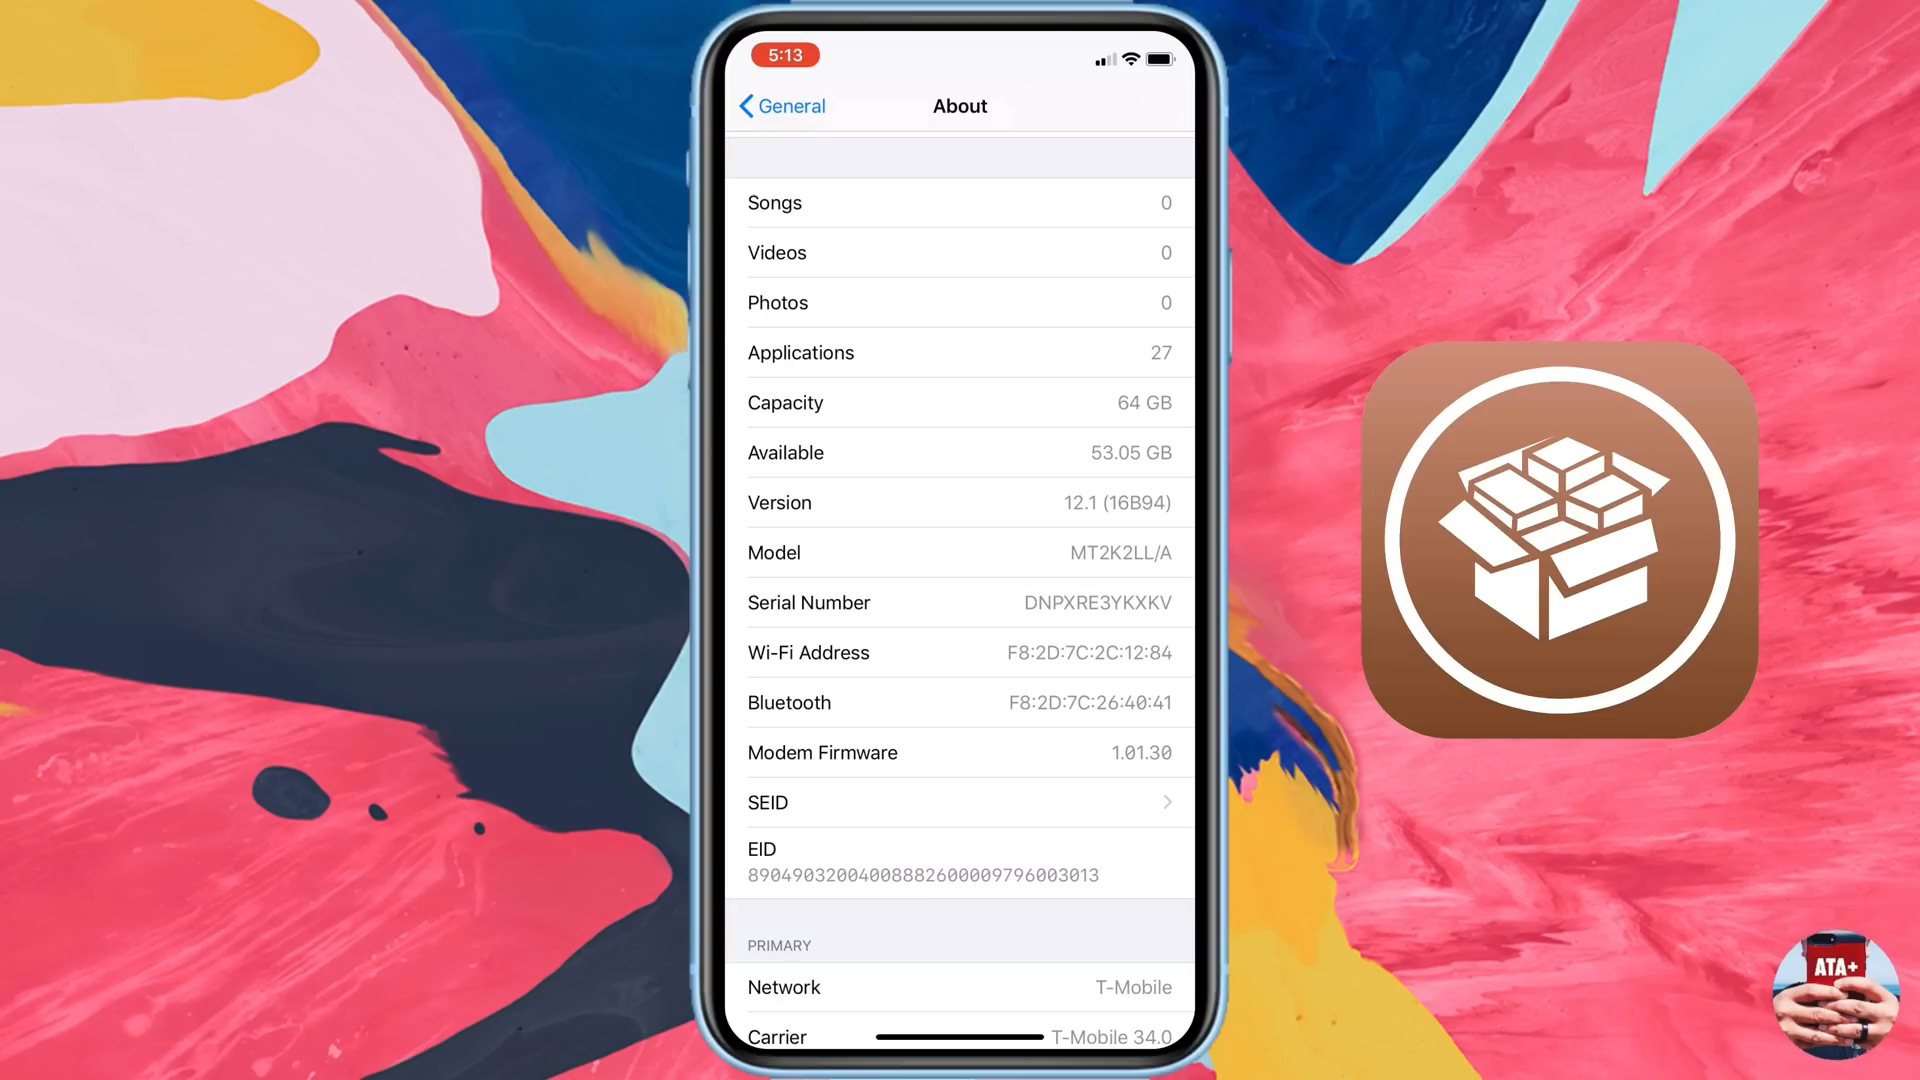 5:13
General
About
Songs 0
Videos 0
Photos 0
Applications 27
Capacity 64 GB
Available 53.05 GB
Version 12.1 (16B94)
Model MT2K2LL/A
Serial Number DNPXRE3YKXKV
Wi-Fi Address F8:2D:7C:2C:12:84
Bluetooth F8:2D:7C:26:40:41
Modem Firmware 1.01.30
SEID
EID
89049032004008882600009796003013
PRIMARY
Network T-Mobile
Carrier T-Mobile 34.0
ATA+